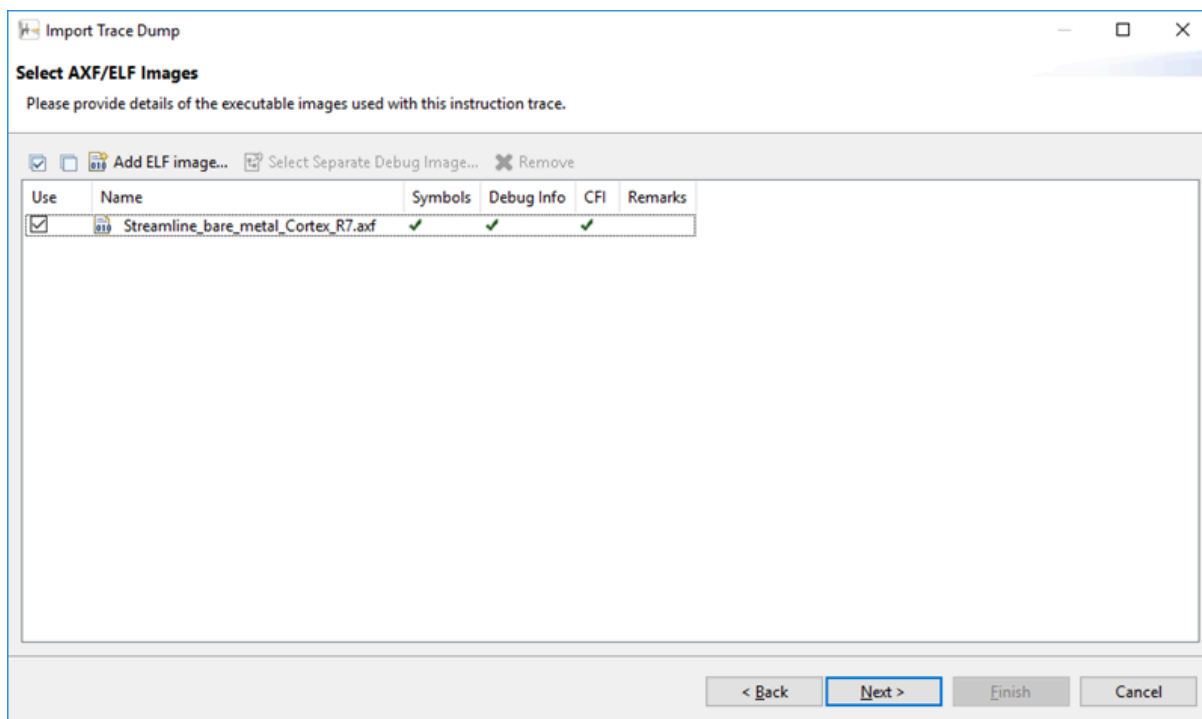 Import Trace Dump
Select AXF/ELF Images
Please provide details of the executable images used with this instruction trace.
Add ELF image... Select Separate Debug Image... Remove
Use Name Symbols Debug Info CFI Remarks
Streamline_bare_metal_Cortex_R7.axf
< Back Next > Finish Cancel